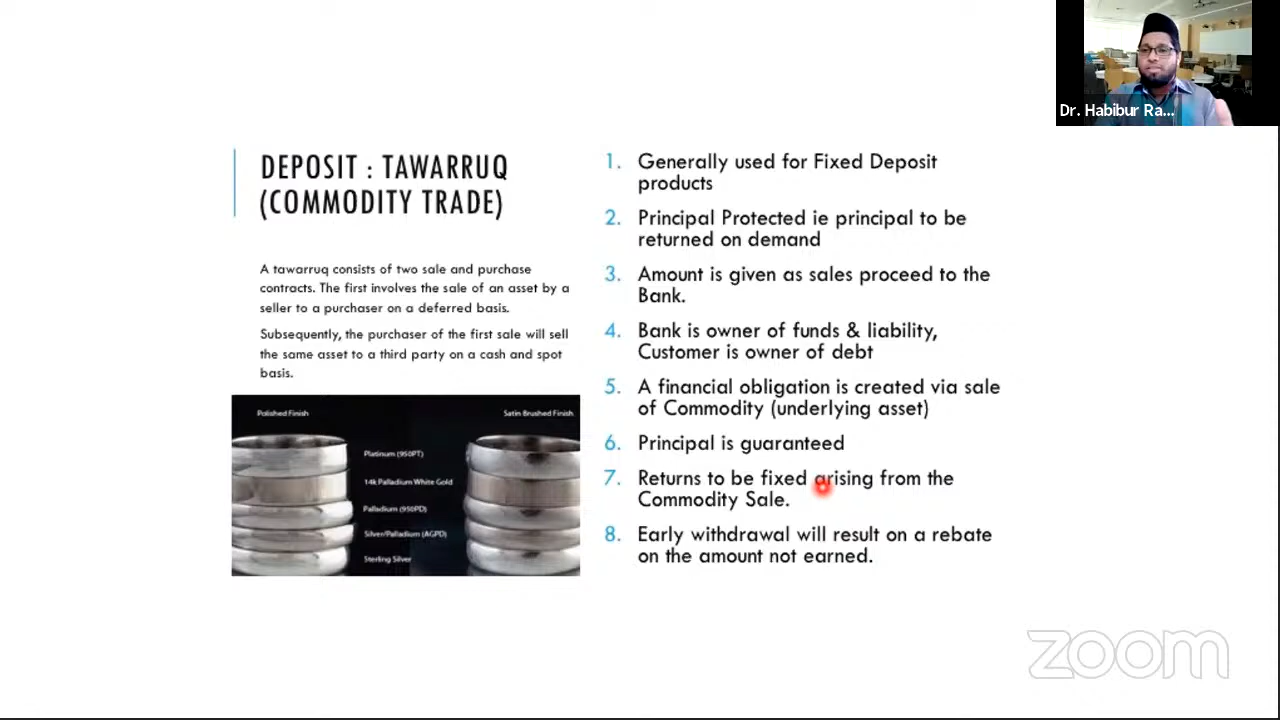 Dr. Habibur Ra...
DEPOSIT : TAWARRUQ
(COMMODITY TRADE)
A tawarruq consists of two sale and purchase
contracts. The first involves the sale of an asset by a
seller to a purchaser on a deferred basis.
Subsequently, the purchaser of the first sale will sell
the same asset to a third party on a cash and spot
basis.
Polished Finish
Satin Brushed Finish
Platinum (950PT)
14k Palladium White Gold
Palladium (950PD)
Silver/Palladium (AGPD)
Sterling Silver
1. Generally used for Fixed Deposit
products
2. Principal Protected ie principal to be
returned on demand
3. Amount is given as sales proceed to the
Bank.
4. Bank is owner of funds & liability,
Customer is owner of debt
5. A financial obligation is created via sale
of Commodity (underlying asset)
6. Principal is guaranteed
7. Returns to be fixed arising from the
Commodity Sale.
8. Early withdrawal will result on a rebate
on the amount not earned.
zoom